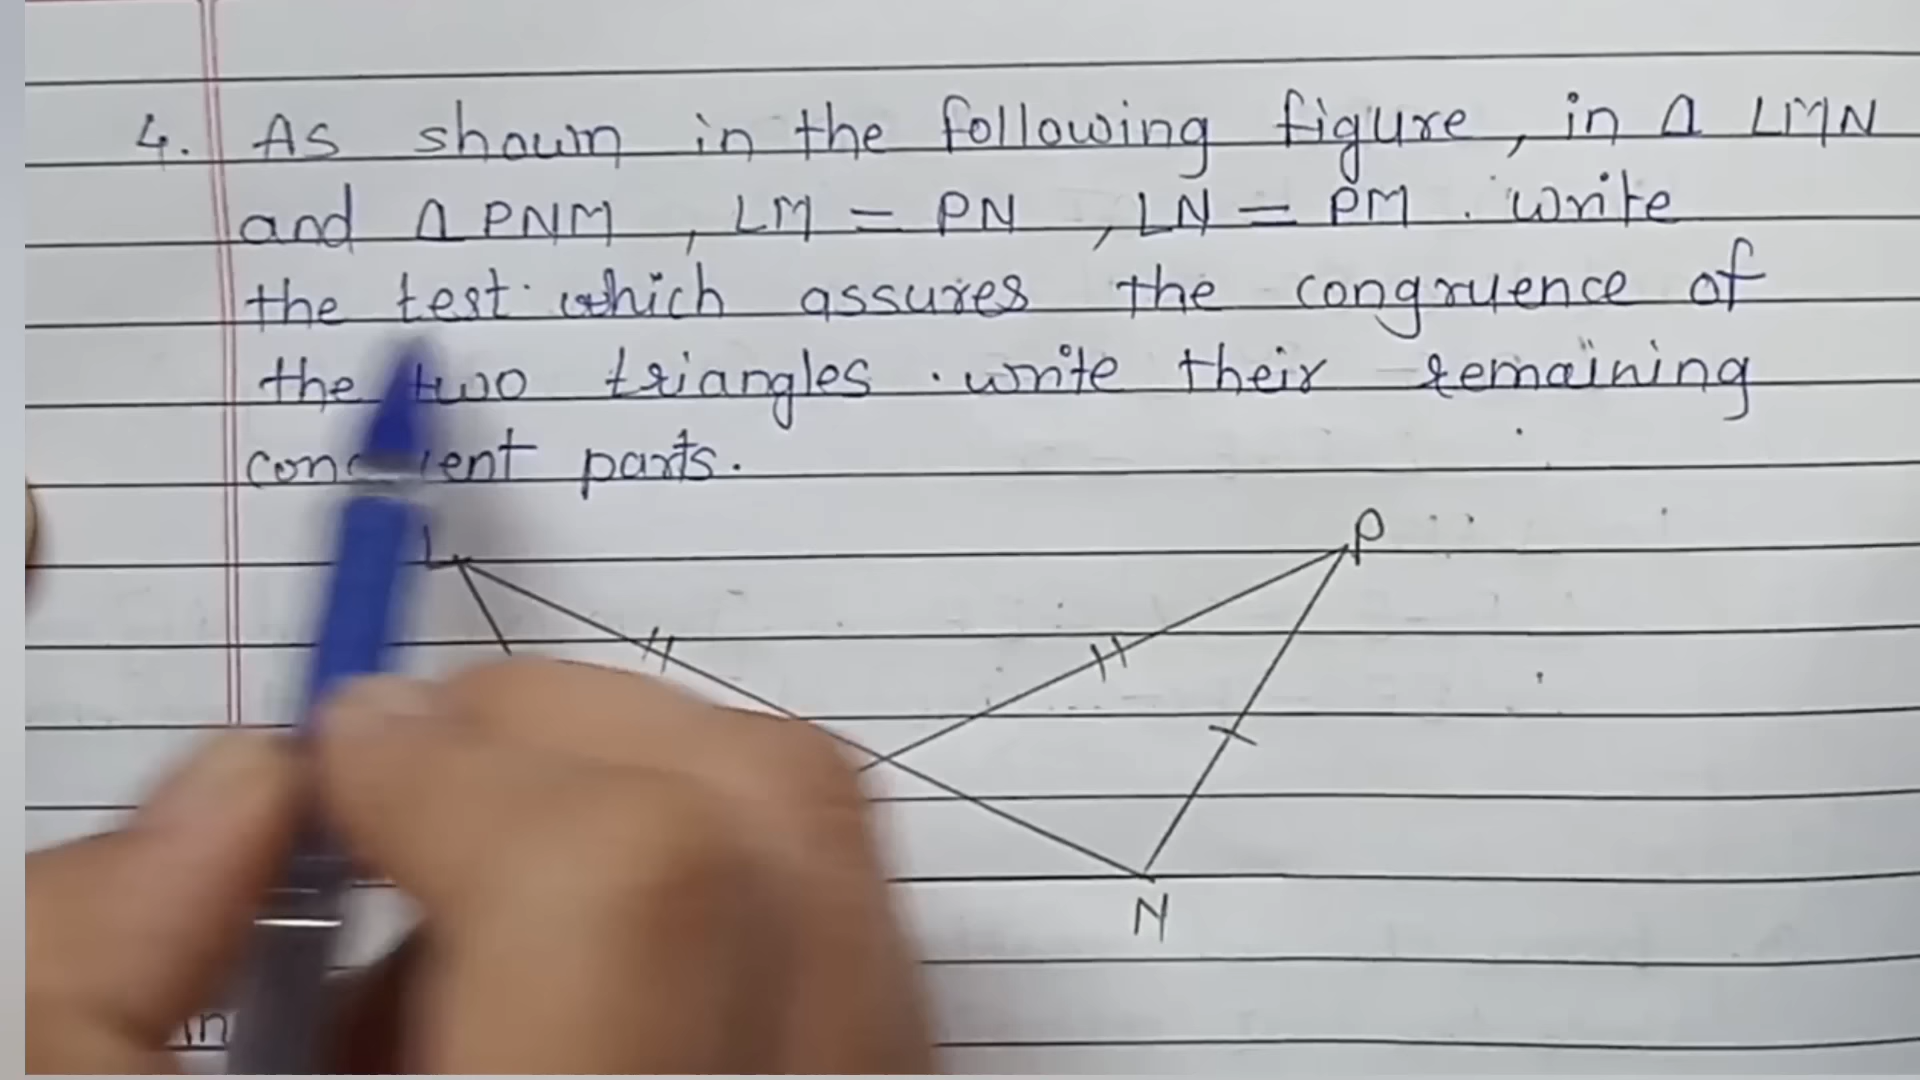 4. As shown in the following figure, in Δ LMN
and Δ PNM, LM = PN, LN = PM. write
the test which assures the congruence of
the two triangles. write their remaining
parts.
L
P
N